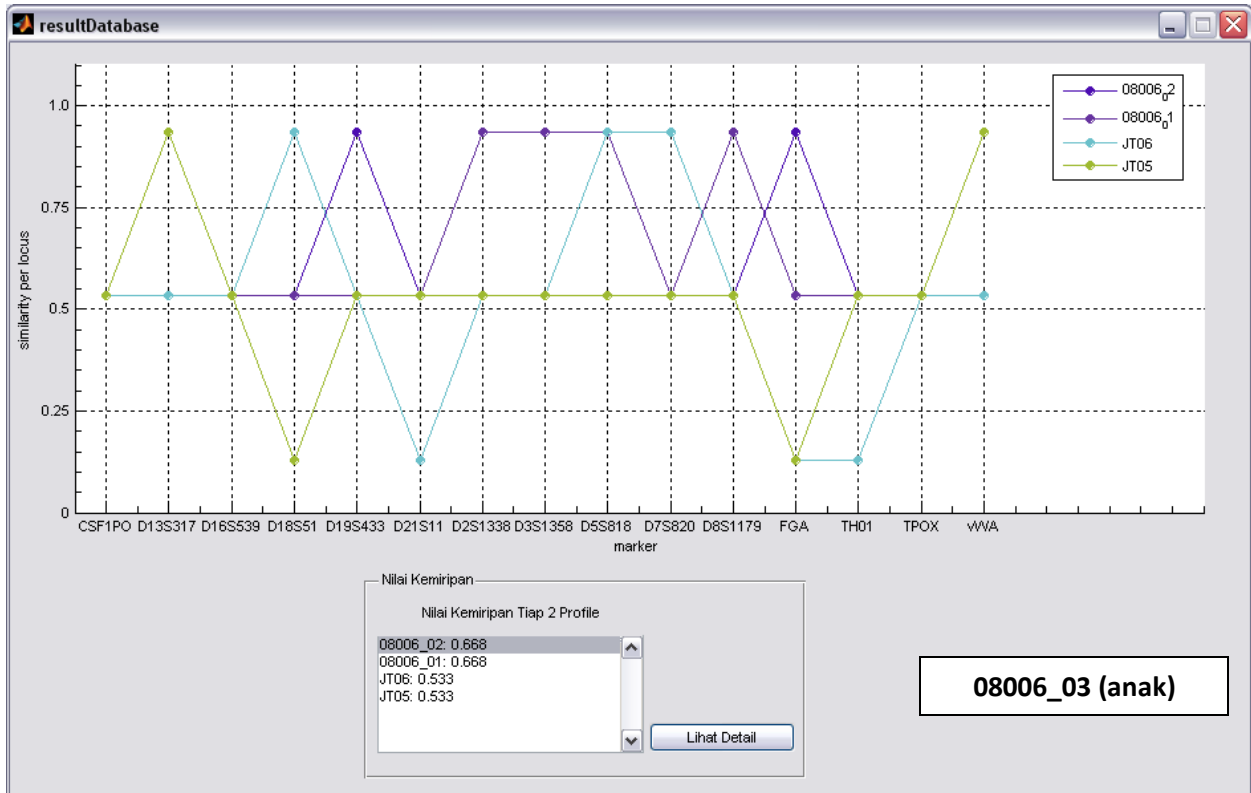 resultDatabase
1.0
0.75
0.5
0.25
0
similarity per locus
08006₀2
08006₀1
JT06
JT05
CSF1PO D13S317 D16S539 D18S51 D19S433 D21S11 D2S1338 D3S1358 D5S818 D7S820 D8S1179 FGA TH01 TPOX vWA
marker
Nilai Kemiripan
Nilai Kemiripan Tiap 2 Profile
08006_02: 0.668
08006_01: 0.668
JT06: 0.533
JT05: 0.533
Lihat Detail
08006_03 (anak)